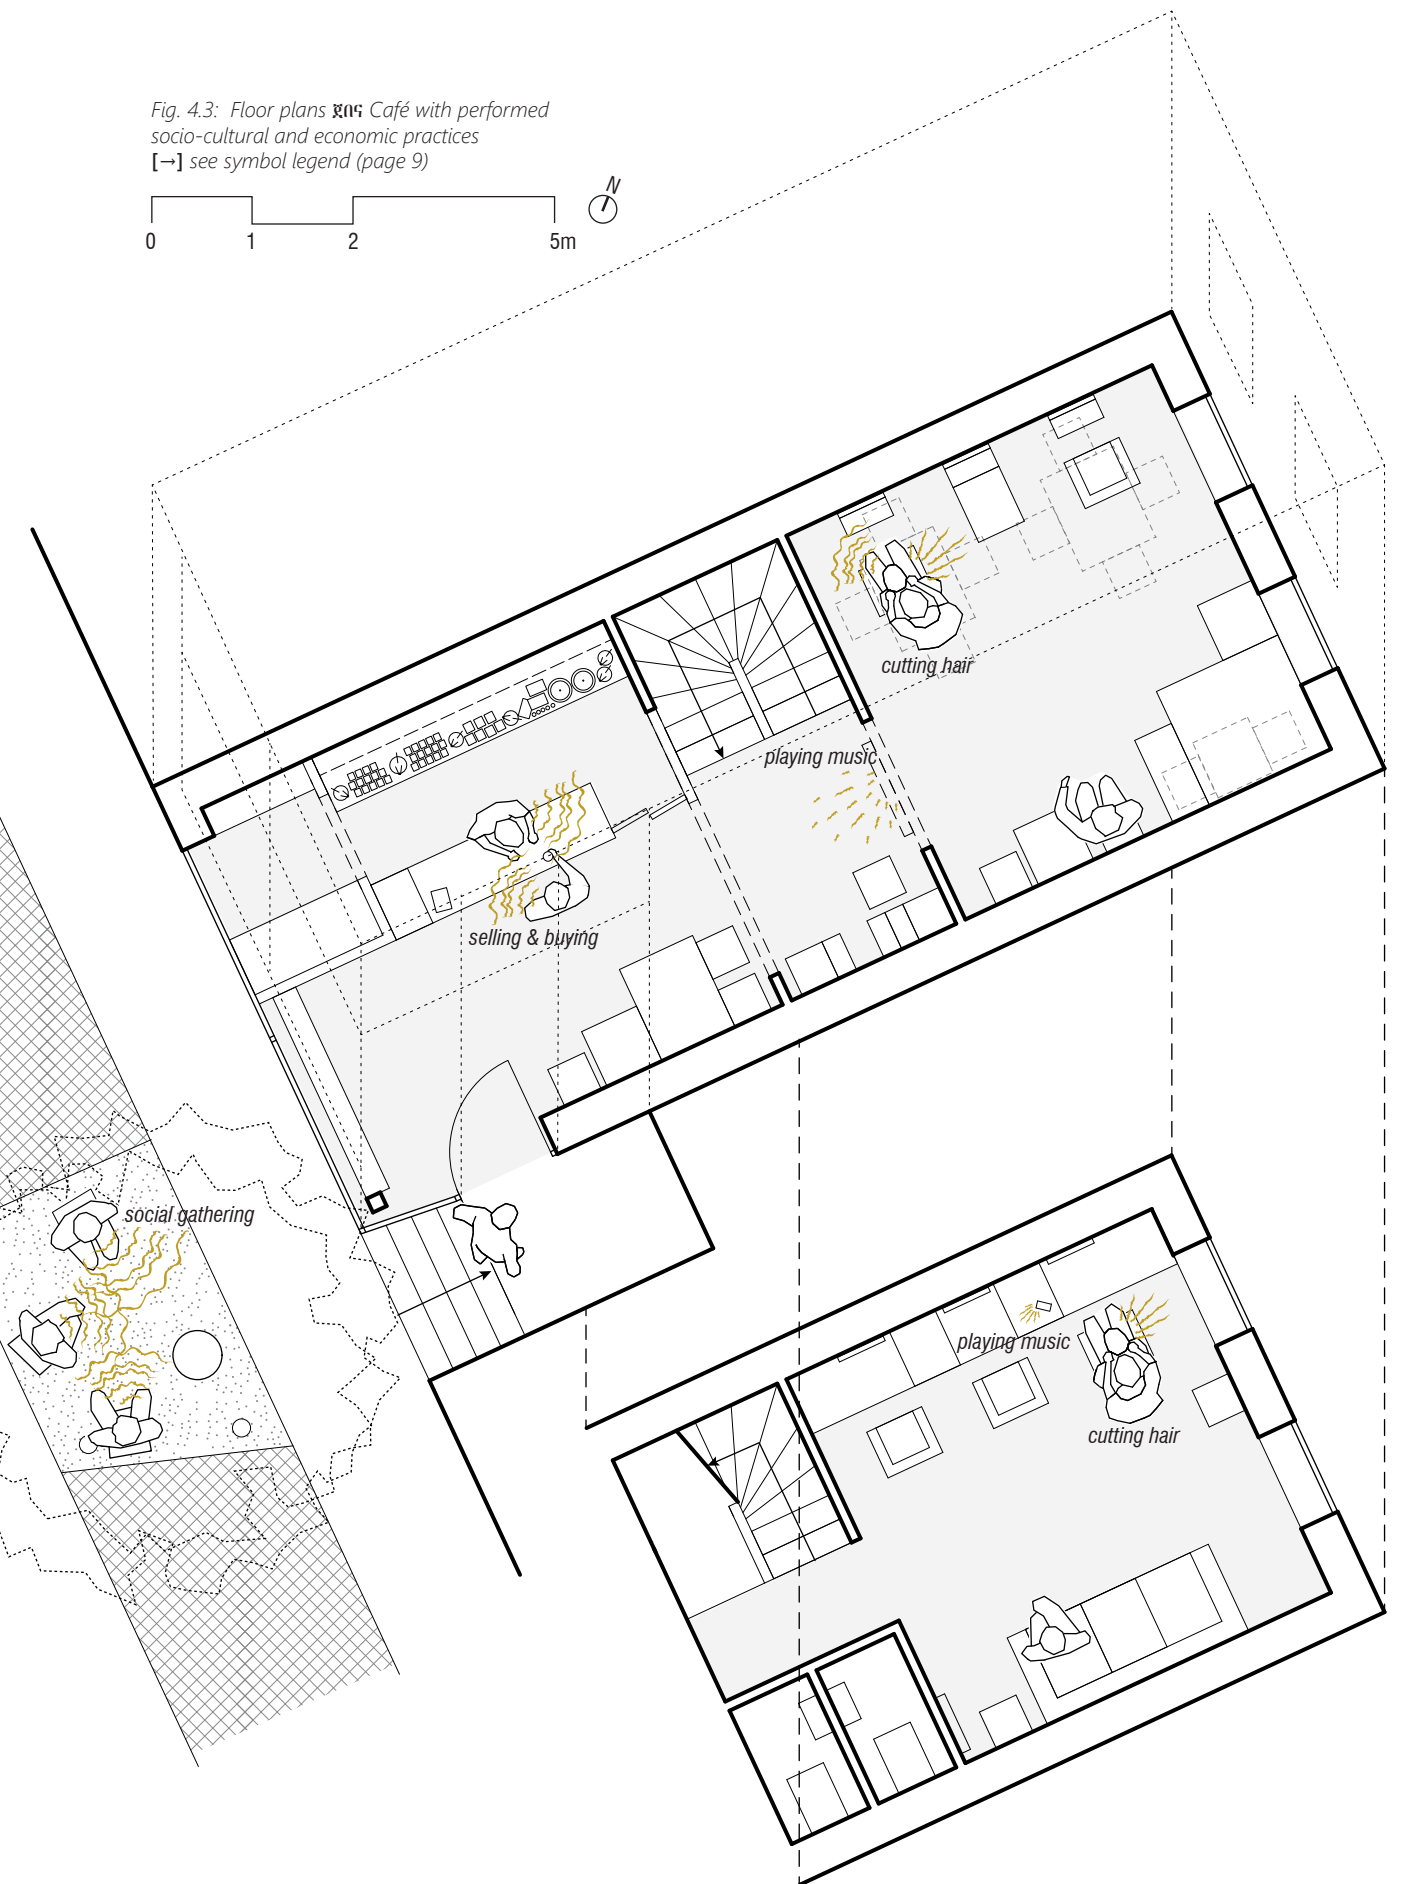 Fig. 4.3: Floor plans ጀበና Café with performed
socio-cultural and economic practices
[→] see symbol legend (page 9)
N
0 1 2 5m
cutting hair
playing music
selling & buying
social gathering
playing music
cutting hair